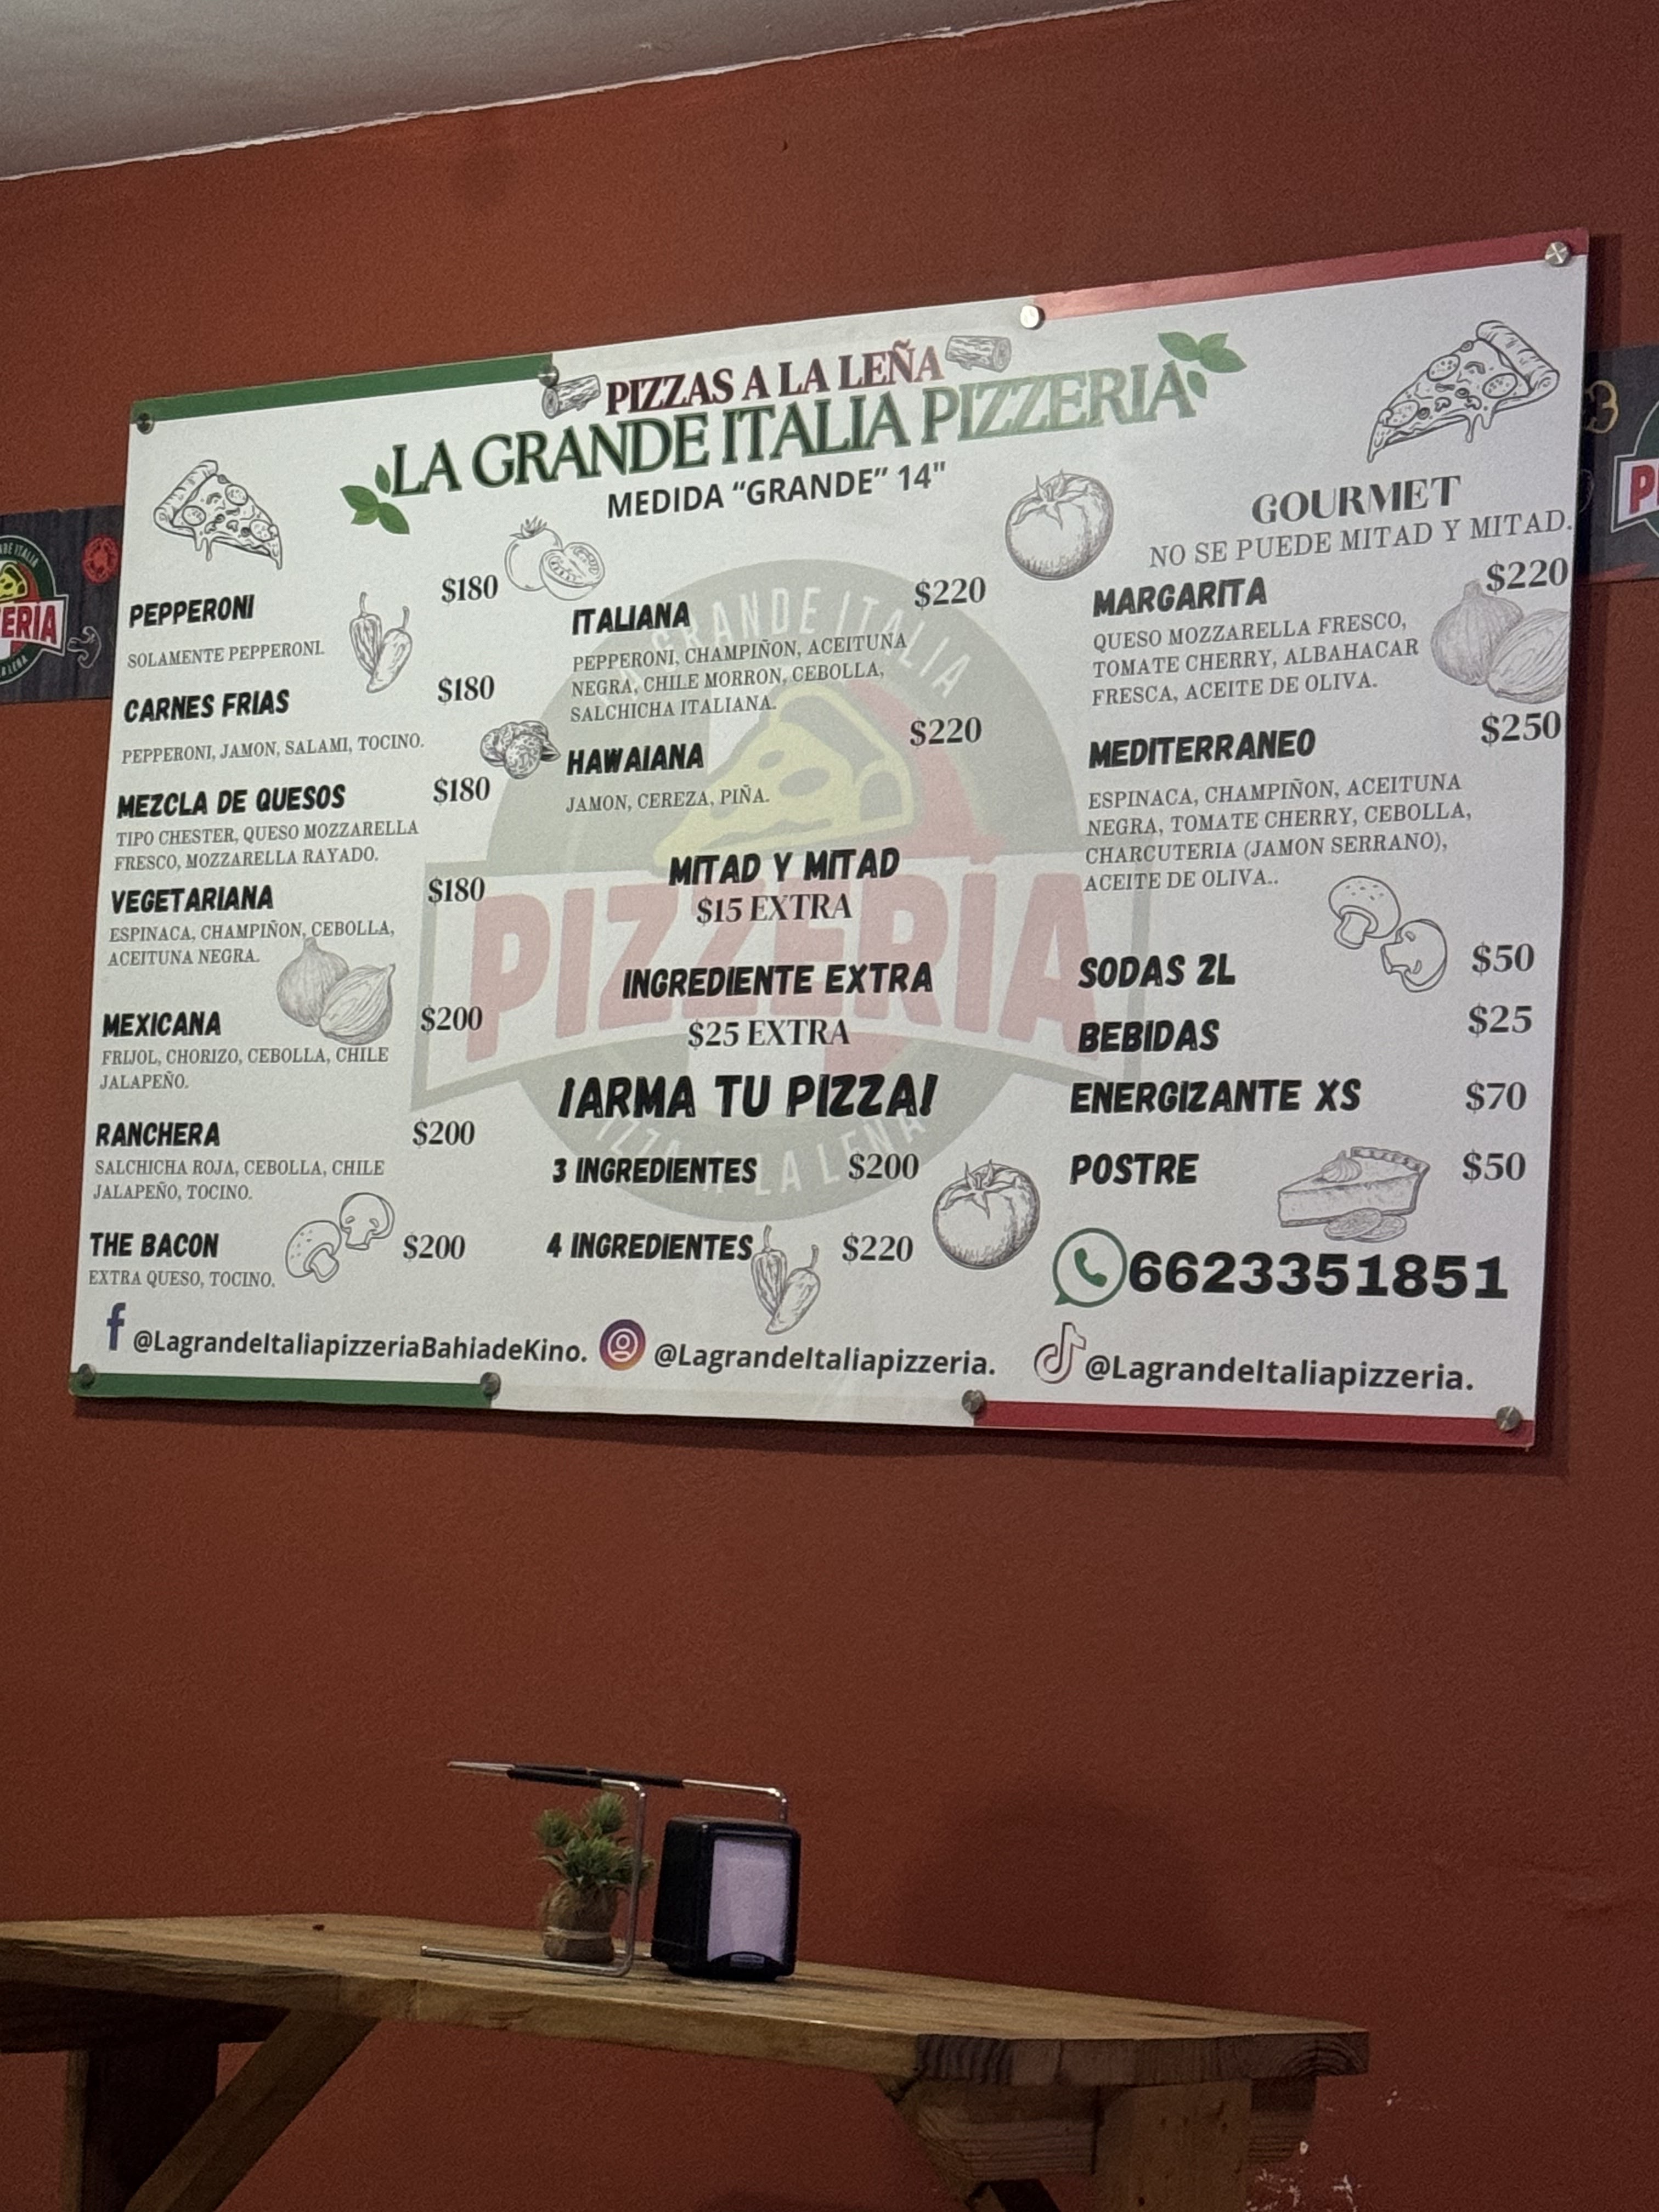 PIZZAS A LA LEÑA
LA GRANDE ITALIA PIZZERIA
MEDIDA “GRANDE” 14"
PEPPERONI $180
SOLAMENTE PEPPERONI.
CARNES FRIAS $180
PEPPERONI, JAMON, SALAMI, TOCINO.
MEZCLA DE QUESOS $180
TIPO CHESTER, QUESO MOZZARELLA
FRESCO, MOZZARELLA RAYADO.
VEGETARIANA $180
ESPINACA, CHAMPIÑON, CEBOLLA,
ACEITUNA NEGRA.
MEXICANA $200
FRIJOL, CHORIZO, CEBOLLA, CHILE
JALAPEÑO.
RANCHERA $200
SALCHICHA ROJA, CEBOLLA, CHILE
JALAPEÑO, TOCINO.
THE BACON $200
EXTRA QUESO, TOCINO.
ITALIANA $220
PEPPERONI, CHAMPIÑON, ACEITUNA
NEGRA, CHILE MORRON, CEBOLLA,
SALCHICHA ITALIANA.
HAWAIANA $220
JAMON, CEREZA, PIÑA.
MITAD Y MITAD
$15 EXTRA
INGREDIENTE EXTRA
$25 EXTRA
¡ARMA TU PIZZA!
3 INGREDIENTES $200
4 INGREDIENTES $220
GOURMET
NO SE PUEDE MITAD Y MITAD.
MARGARITA $220
QUESO MOZZARELLA FRESCO,
TOMATE CHERRY, ALBAHACAR
FRESCA, ACEITE DE OLIVA.
MEDITERRANEO $250
ESPINACA, CHAMPIÑON, ACEITUNA
NEGRA, TOMATE CHERRY, CEBOLLA,
CHARCUTERIA (JAMON SERRANO),
ACEITE DE OLIVA..
SODAS 2L $50
BEBIDAS $25
ENERGIZANTE XS $70
POSTRE $50
6623351851
@LagrandeItaliapizzeriaBahiadeKino.
@LagrandeItaliapizzeria.
@LagrandeItaliapizzeria.
PIZZERÍA